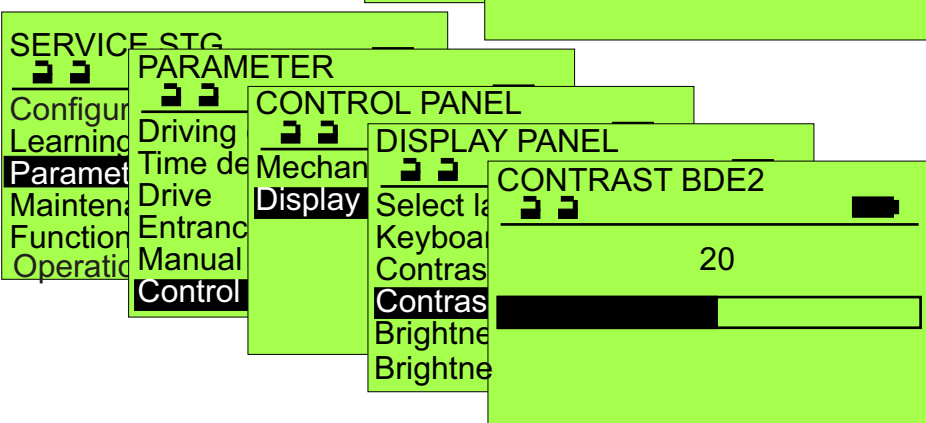 SERVICE STG
Configur
Learning
Paramet
Maintena
Function
Operatio
PARAMETER
Driving
Time de
Drive
Entranc
Manual
Control
CONTROL PANEL
Mechan
Display
DISPLAY PANEL
Select la
Keyboar
Contras
Contras
Brightne
Brightne
CONTRAST BDE2
20